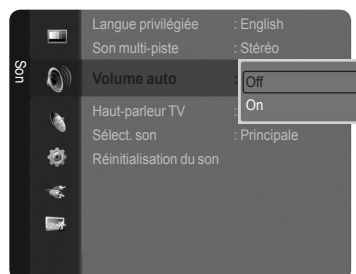 Son
Langue privilégiée : English
Son multi-piste : Stéréo
Volume auto :
Off
On
Haut-parleur TV :
Sélect. son : Principale
Réinitialisation du son